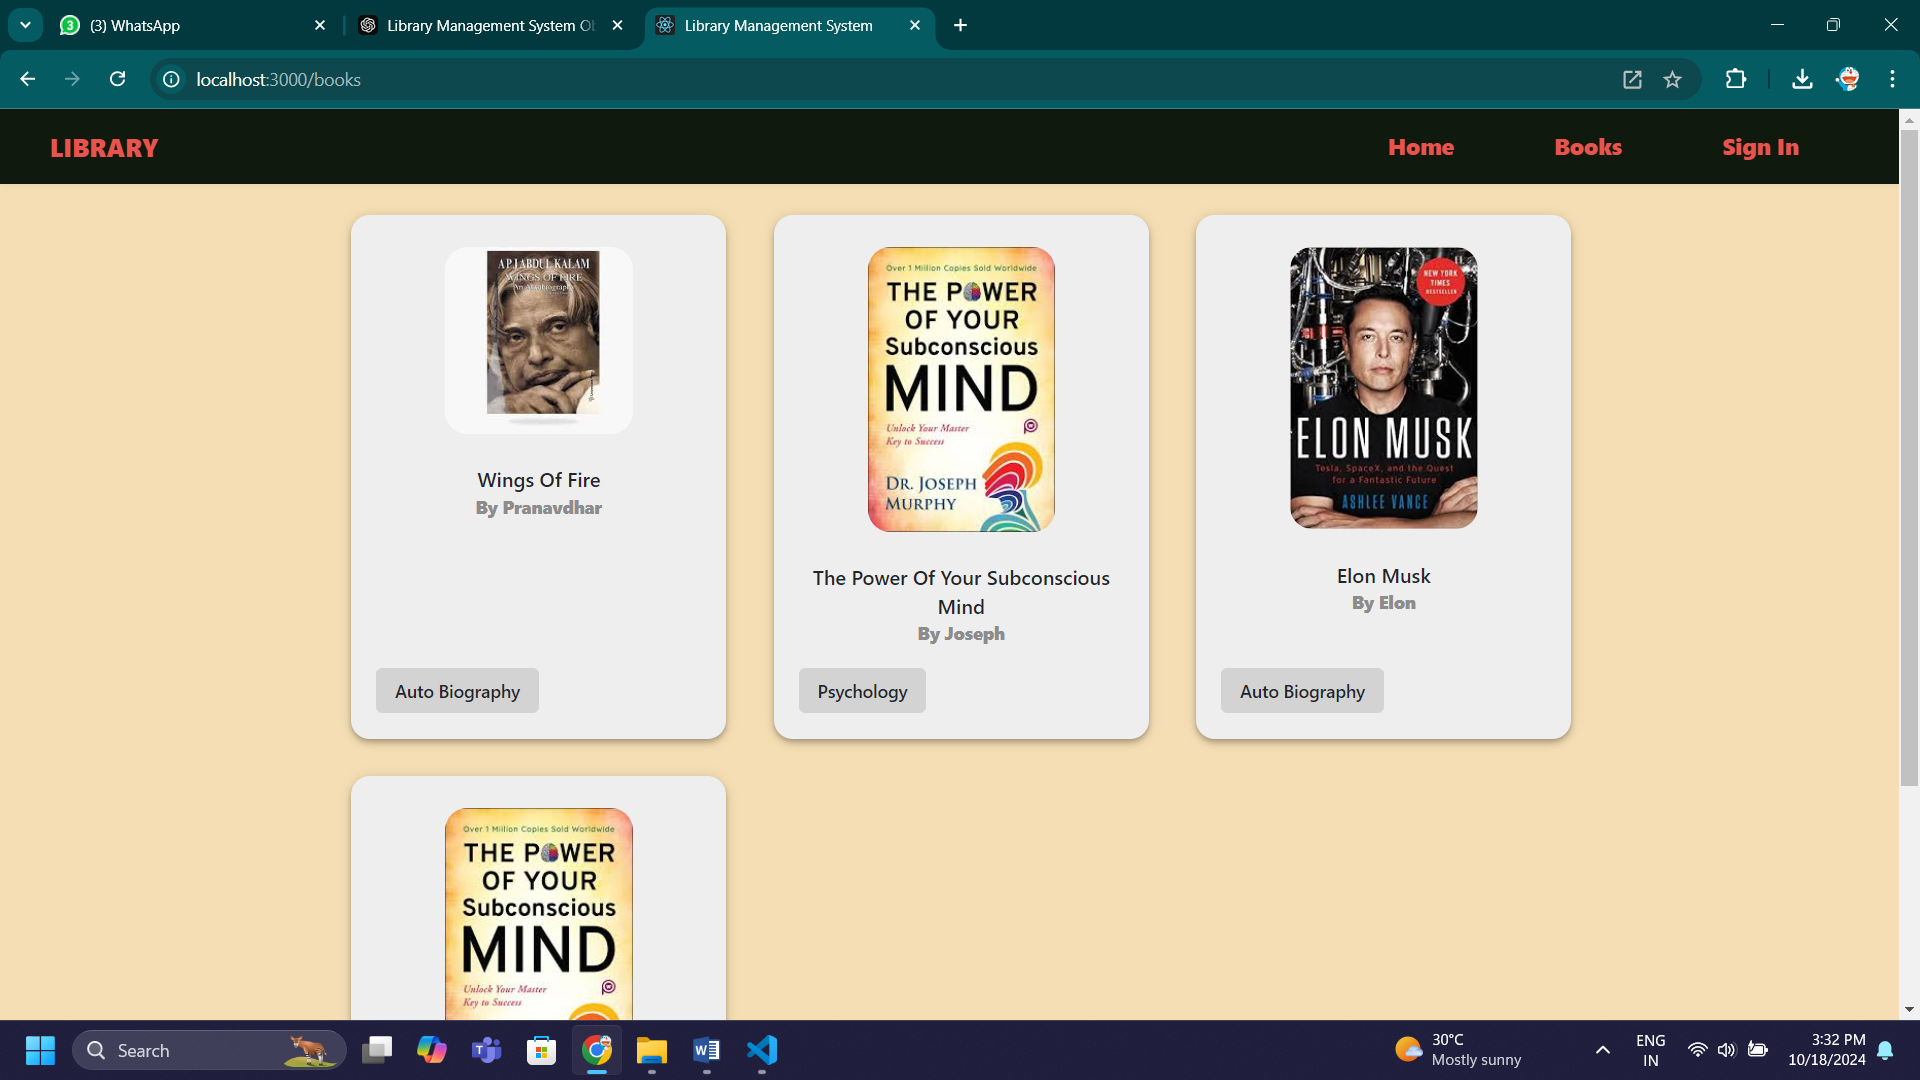 (3) WhatsApp
Library Management System Ob
Library Management System
localhost:3000/books
LIBRARY
Home
Books
Sign In
A P J ABDUL KALAM
WINGS OF FIRE
An Autobiography
Wings Of Fire
By Pranavdhar
Auto Biography
Over 1 Million Copies Sold Worldwide
THE POWER
OF YOUR
Subconscious
MIND
Unlock Your Master
Key to Success
DR. JOSEPH
MURPHY
The Power Of Your Subconscious
Mind
By Joseph
Psychology
NEW YORK
TIMES
BESTSELLER
ELON MUSK
Tesla, SpaceX, and the Quest
for a Fantastic Future
ASHLEE VANCE
Elon Musk
By Elon
Auto Biography
Over 1 Million Copies Sold Worldwide
THE POWER
OF YOUR
Subconscious
MIND
Unlock Your Master
Key to Success
Search
30°C
Mostly sunny
ENG
IN
3:32 PM
10/18/2024